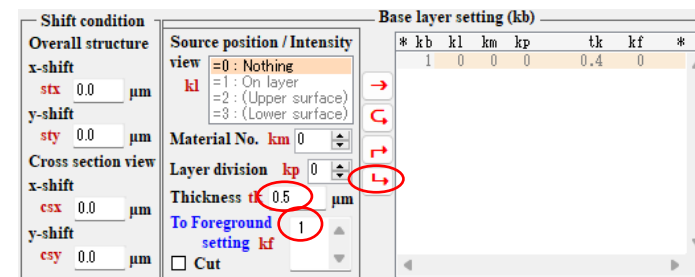 Shift condition
Overall structure
x-shift
stx 0.0 μm
y-shift
sty 0.0 μm
Cross section view
x-shift
csx 0.0 μm
y-shift
csy 0.0 μm
Source position / Intensity
view
kl
=0 : Nothing
=1 : On layer
=2 : (Upper surface)
=3 : (Lower surface)
Material No. km 0
Layer division kp 0
Thickness tk 0.5 μm
To Foreground
setting kf
1
Cut
Base layer setting (kb)
* kb kl km kp tk kf *
1 0 0 0 0.4 0